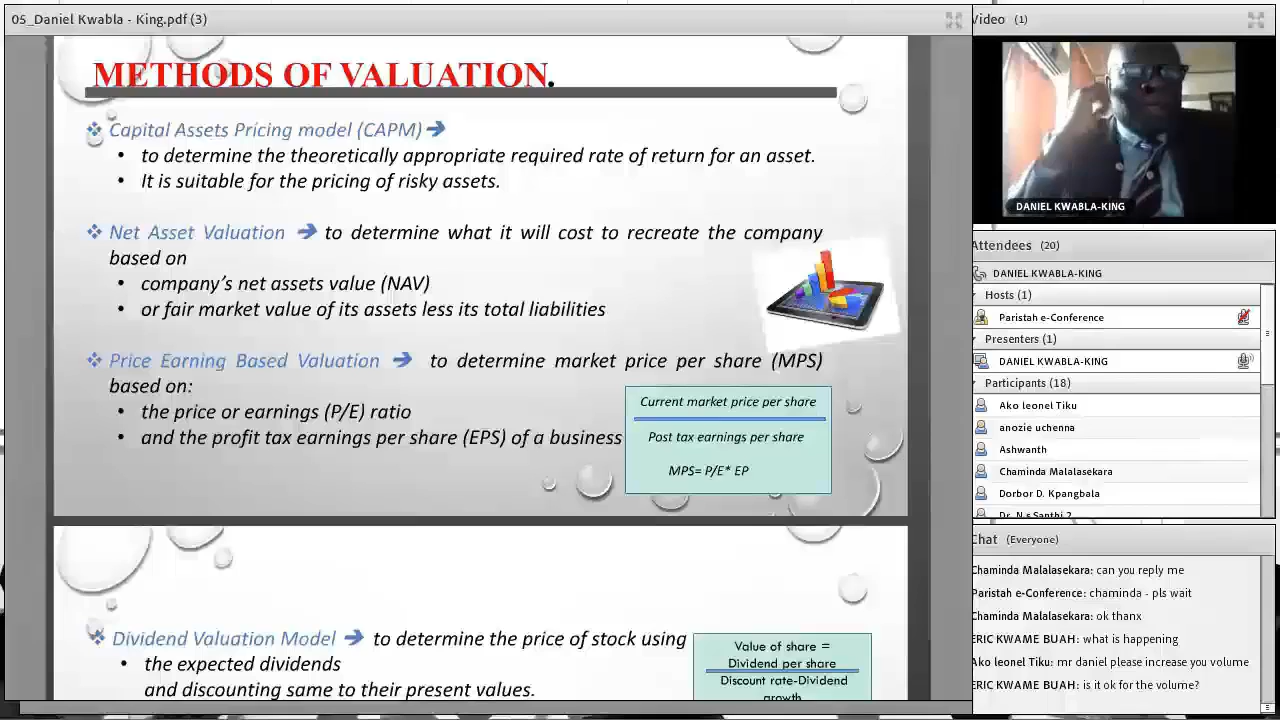 05_Daniel Kwabla - King.pdf (3)
METHODS OF VALUATION.
Capital Assets Pricing model (CAPM)
• to determine the theoretically appropriate required rate of return for an asset.
• It is suitable for the pricing of risky assets.
Net Asset Valuation to determine what it will cost to recreate the company
based on
• company's net assets value (NAV)
• or fair market value of its assets less its total liabilities
Price Earning Based Valuation to determine market price per share (MPS)
based on:
• the price or earnings (P/E) ratio
• and the profit tax earnings per share (EPS) of a business
Current market price per share
Post tax earnings per share
MPS= P/E* EP
Dividend Valuation Model to determine the price of stock using
• the expected dividends
and discounting same to their present values.
Value of share =
Dividend per share
Discount rate-Dividend
growth
Video (1)
DANIEL KWABLA-KING
Attendees (20)
DANIEL KWABLA-KING
Hosts (1)
Paristah e-Conference
Presenters (1)
DANIEL KWABLA-KING
Participants (18)
Ako leonel Tiku
anozie uchenna
Ashwanth
Chaminda Malalasekara
Dorbor D. Kpangbala
Dr. N s Santhi 2
Chat (Everyone)
Chaminda Malalasekara: can you reply me
Paristah e-Conference: chaminda - pls wait
Chaminda Malalasekara: ok thanx
ERIC KWAME BUAH: what is happening
Ako leonel Tiku: mr daniel please increase you volume
ERIC KWAME BUAH: is it ok for the volume?